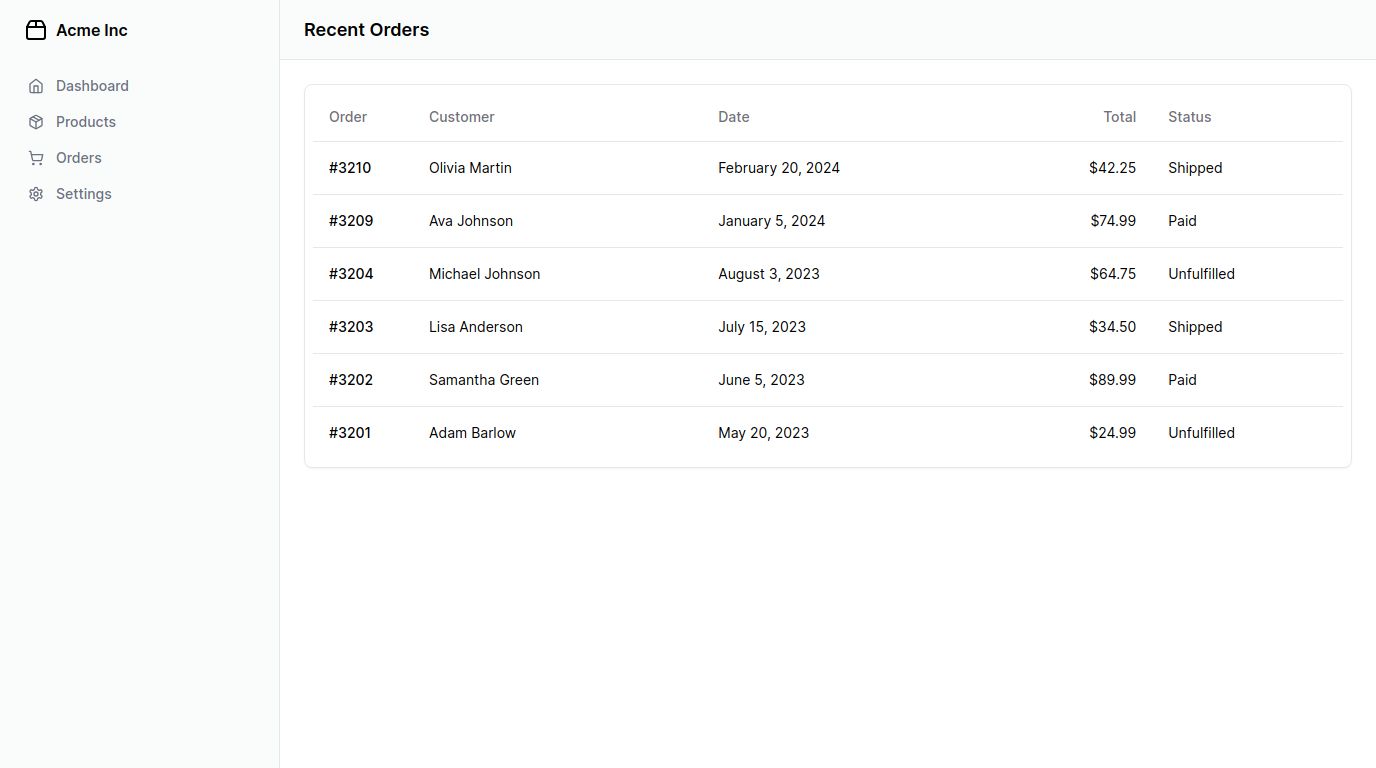 Acme Inc
Dashboard
Products
Orders
Settings
Recent Orders
Order Customer Date Total Status
#3210 Olivia Martin February 20, 2024 $42.25 Shipped
#3209 Ava Johnson January 5, 2024 $74.99 Paid
#3204 Michael Johnson August 3, 2023 $64.75 Unfulfilled
#3203 Lisa Anderson July 15, 2023 $34.50 Shipped
#3202 Samantha Green June 5, 2023 $89.99 Paid
#3201 Adam Barlow May 20, 2023 $24.99 Unfulfilled